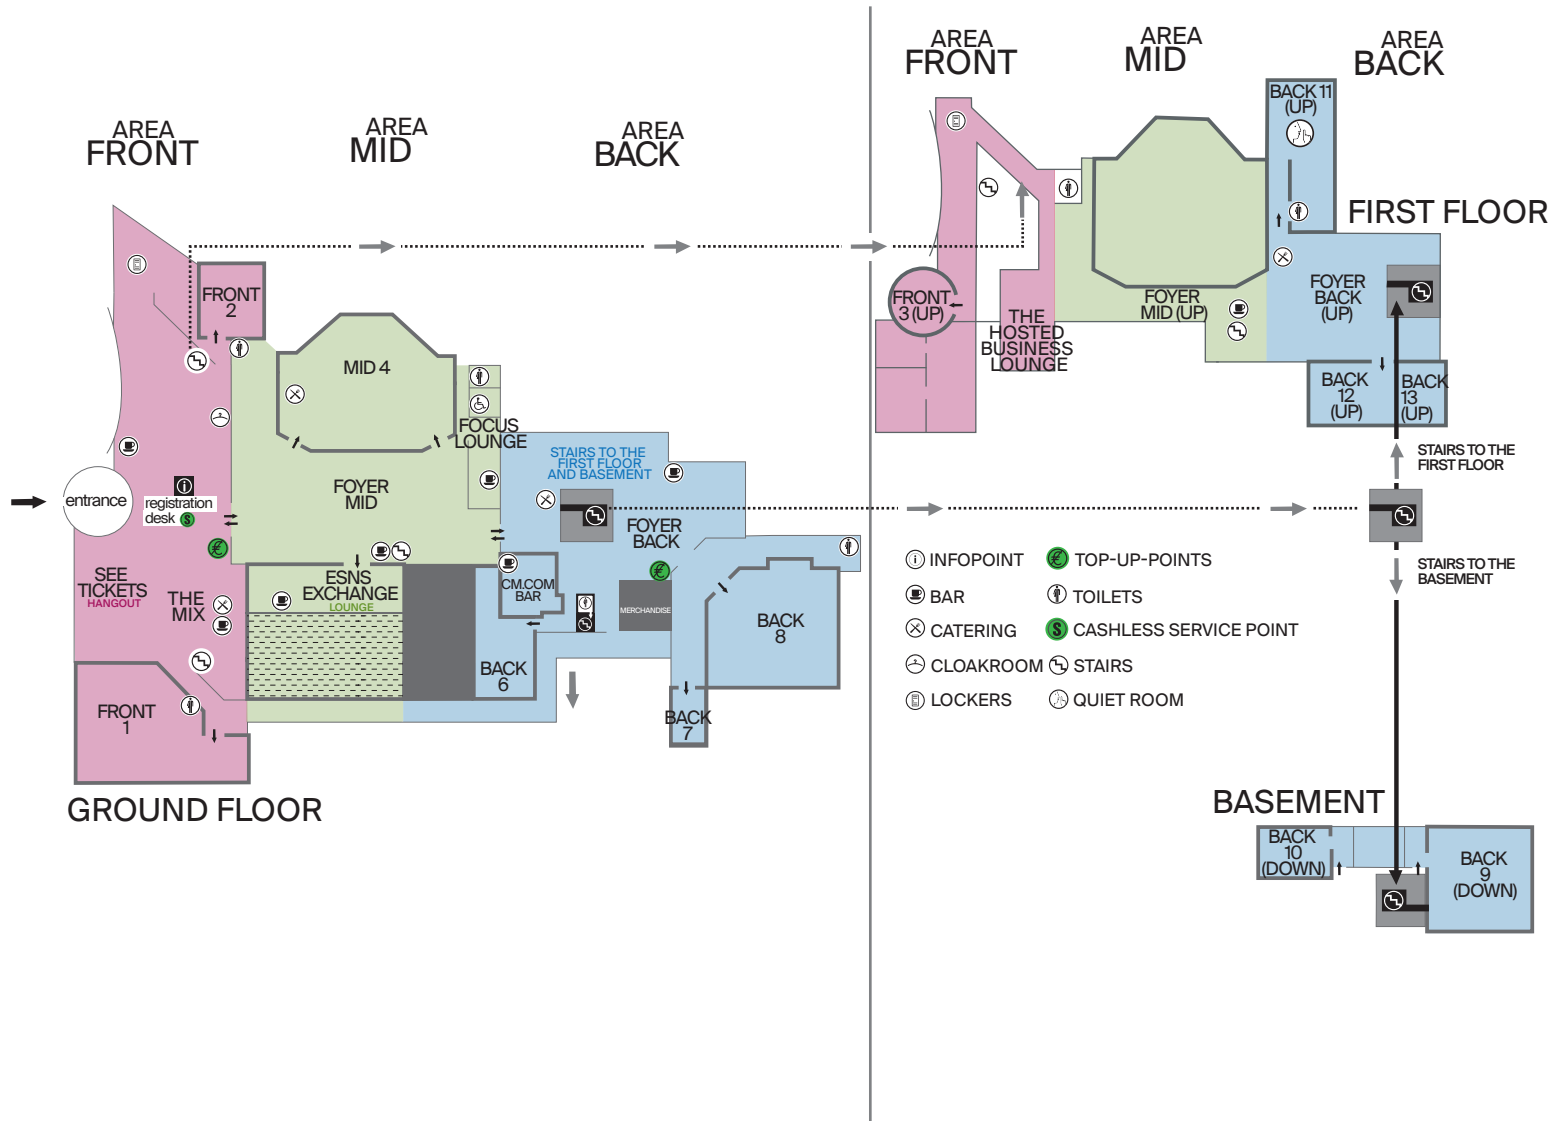 AREA
FRONT
AREA
MID
AREA
BACK
FRONT
2
MID 4
FOCUS
LOUNGE
STAIRS TO THE
FIRST FLOOR
AND BASEMENT
FOYER
MID
FOYER
BACK
entrance
registration
desk
SEE
TICKETS
HANGOUT
THE
MIX
ESNS
EXCHANGE
LOUNGE
CM.COM
BAR
MERCHANDISE
BACK
8
BACK
6
BACK
7
FRONT
1
GROUND FLOOR
AREA
FRONT
AREA
MID
AREA
BACK
BACK 11
(UP)
FIRST FLOOR
FRONT
3 (UP)
THE
HOSTED
BUSINESS
LOUNGE
FOYER
MID (UP)
FOYER
BACK
(UP)
BACK
12
(UP)
BACK
13
(UP)
STAIRS TO THE
FIRST FLOOR
STAIRS TO THE
BASEMENT
INFOPOINT
TOP-UP-POINTS
BAR
TOILETS
CATERING
CASHLESS SERVICE POINT
CLOAKROOM
STAIRS
LOCKERS
QUIET ROOM
BASEMENT
BACK
10
(DOWN)
BACK
9
(DOWN)